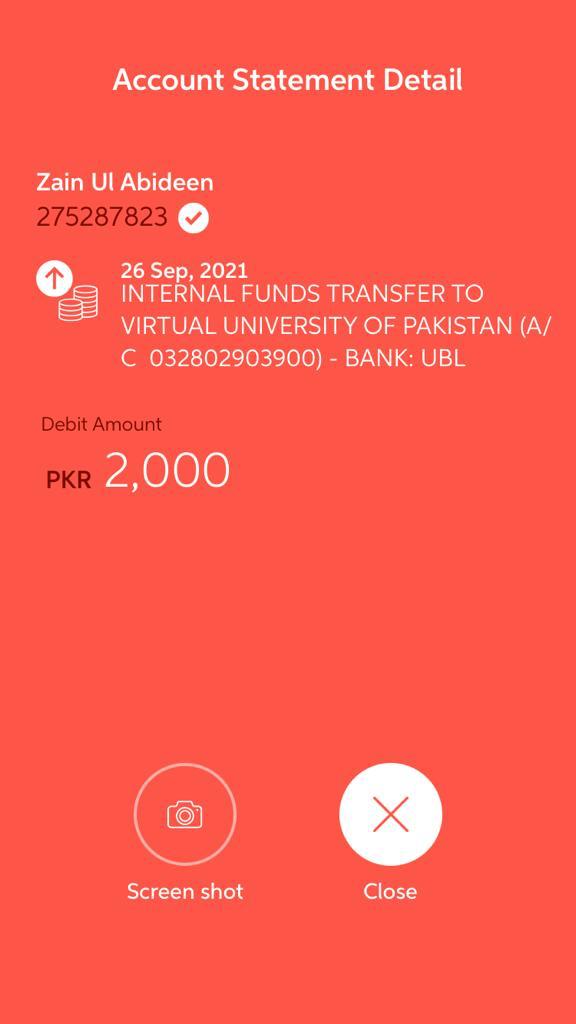 Account Statement Detail
Zain Ul Abideen
275287823
26 Sep, 2021
INTERNAL FUNDS TRANSFER TO
VIRTUAL UNIVERSITY OF PAKISTAN (A/
C  032802903900) - BANK: UBL
Debit Amount
PKR 2,000
Screen shot
Close